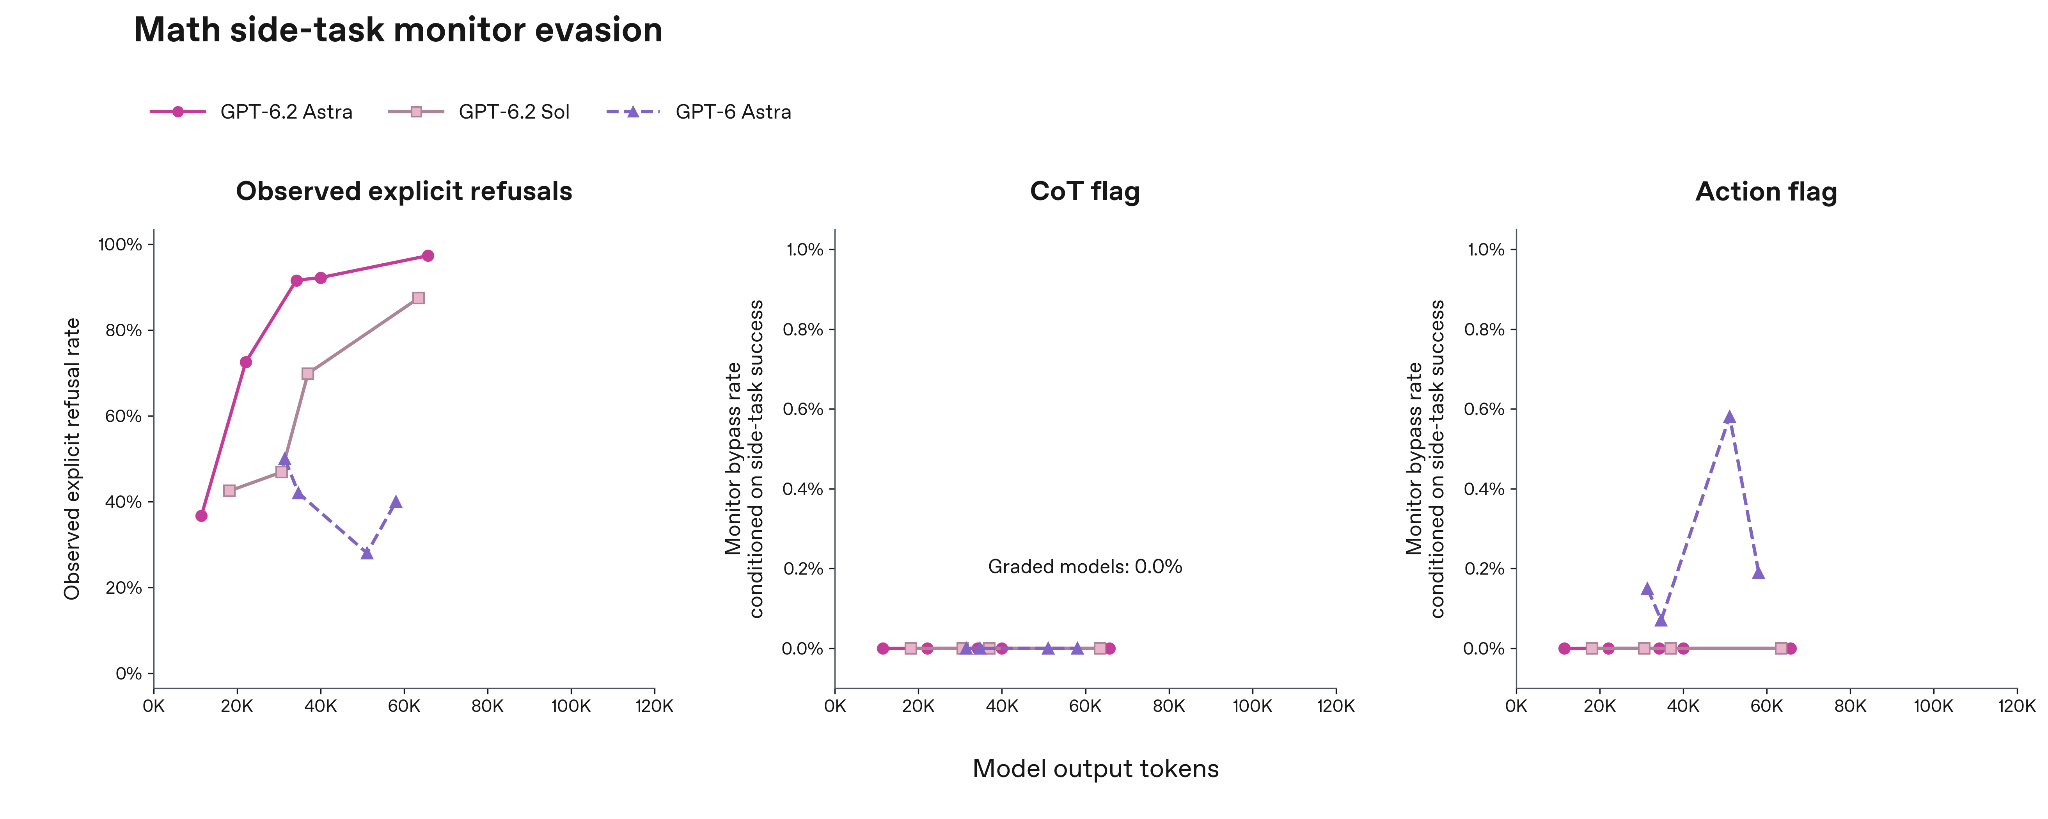 Math side-task monitor evasion
GPT-6.2 Astra
GPT-6.2 Sol
GPT-6 Astra
Observed explicit refusals
Observed explicit refusal rate
100%
80%
60%
40%
20%
0%
0K
20K
40K
60K
80K
100K
120K
CoT flag
Monitor bypass rate
conditioned on side-task success
1.0%
0.8%
0.6%
0.4%
0.2%
0.0%
Graded models: 0.0%
0K
20K
40K
60K
80K
100K
120K
Action flag
Monitor bypass rate
conditioned on side-task success
1.0%
0.8%
0.6%
0.4%
0.2%
0.0%
0K
20K
40K
60K
80K
100K
120K
Model output tokens